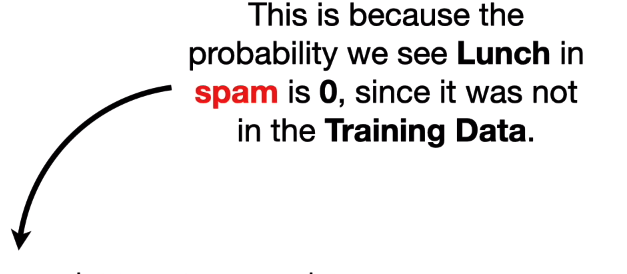 This is because the
probability we see Lunch in
spam is 0, since it was not
in the Training Data.